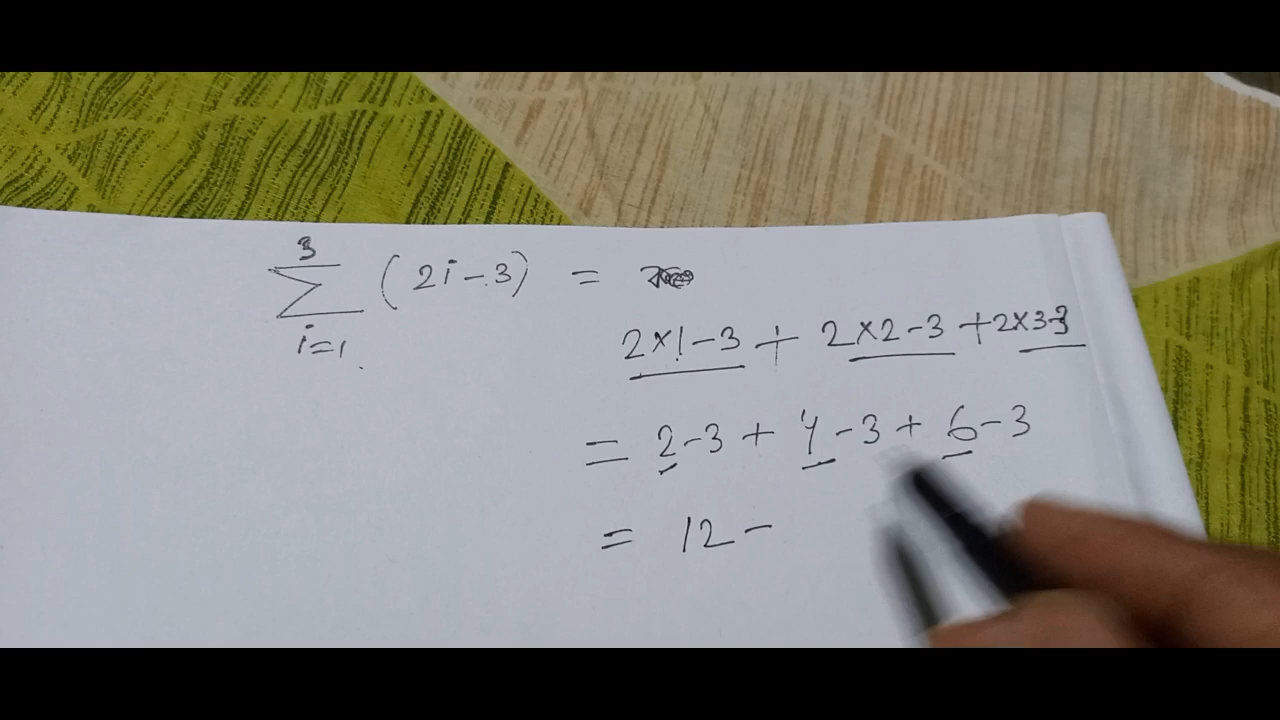 3
∑ (2i-3) =
i=1
2×1-3 + 2×2-3 +2×3-3
= 2-3 + 4-3 + 6-3
= 12 -